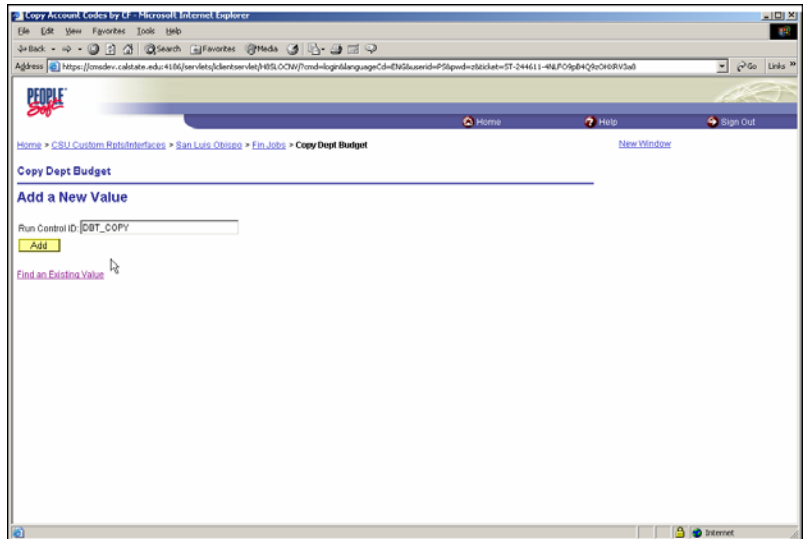 Copy Account Codes by CF - Microsoft Internet Explorer
File Edit View Favorites Tools Help
Back Search Favorites Media
Address Go Links »
PEOPLE Soft
Home Help Sign Out
Home > CSU Custom Rpts/Interfaces > San Luis Obispo > Fin Jobs > Copy Dept Budget New Window
Copy Dept Budget
Add a New Value
Run Control ID: DBT_COPY
Add
Find an Existing Value
Internet